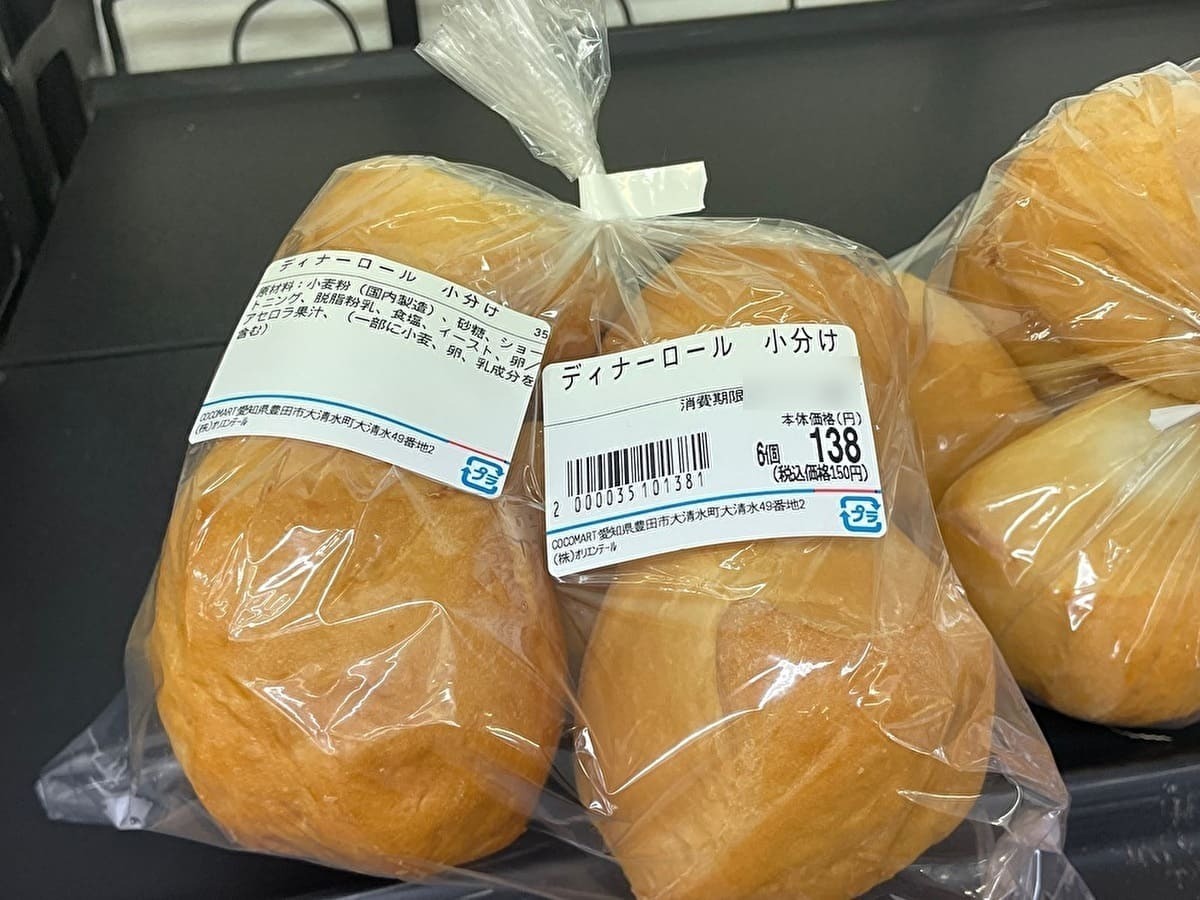 ディナーロール 小分け
35
原材料：小麦粉（国内製造）、砂糖、ショー
トニング、脱脂粉乳、食塩、イースト、卵／
アセロラ果汁、（一部に小麦、卵、乳成分を
含む）
COCOMART愛知県豊田市大清水町大清水49番地2
(株)オリエンテール
プラ
ディナーロール 小分け
消費期限
本体価格(円)
6個 138
(税込価格150円)
2 000035101381
COCOMART愛知県豊田市大清水町大清水49番地2
(株)オリエンテール
プラ